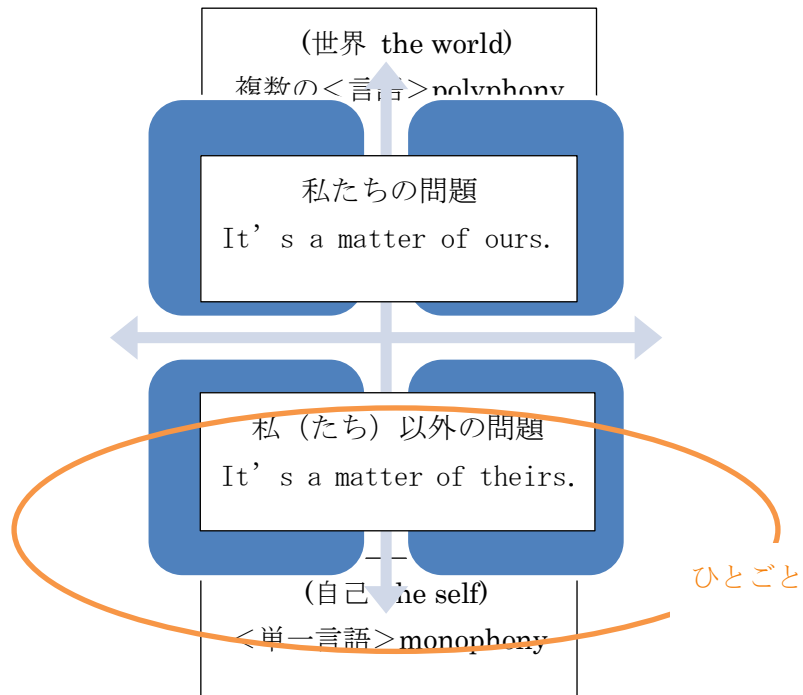 (世界 the world)
複数の＜言語＞polyphony
私たちの問題
It’s a matter of ours.
私（たち）以外の問題
It’s a matter of theirs.
ひとごと
(自己 the self)
＜単一言語＞monophony